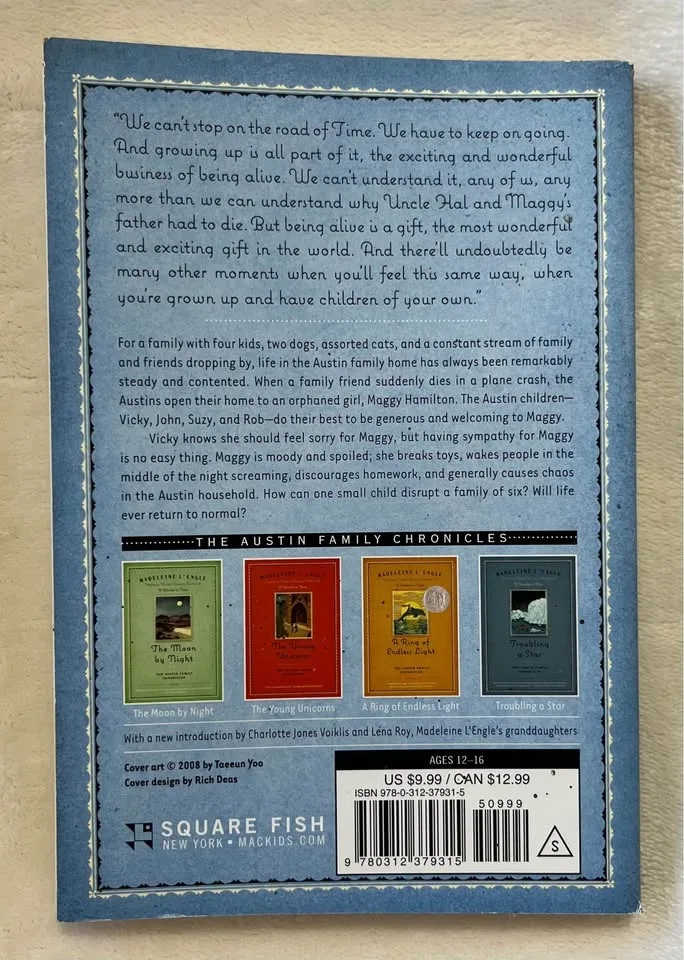 “We can't stop on the road of Time. We have to keep on going.
And growing up is all part of it, the exciting and wonderful
business of being alive. We can't understand it, any of us, any
more than we can understand why Uncle Hal and Maggy's
father had to die. But being alive is a gift, the most wonderful
and exciting gift in the world. And there'll undoubtedly be
many other moments when you'll feel this same way, when
you're grown up and have children of your own.”
For a family with four kids, two dogs, assorted cats, and a constant stream of family
and friends dropping by, life in the Austin family home has always been remarkably
steady and contented. When a family friend suddenly dies in a plane crash, the
Austins open their home to an orphaned girl, Maggy Hamilton. The Austin children—
Vicky, John, Suzy, and Rob—do their best to be generous and welcoming to Maggy.
Vicky knows she should feel sorry for Maggy, but having sympathy for Maggy
is no easy thing. Maggy is moody and spoiled; she breaks toys, wakes people in the
middle of the night screaming, discourages homework, and generally causes chaos
in the Austin household. How can one small child disrupt a family of six? Will life
ever return to normal?
THE AUSTIN FAMILY CHRONICLES
MADELEINE L'ENGLE
The Moon
by Night
THE AUSTIN FAMILY
CHRONICLES
MADELEINE L'ENGLE
The Young
Unicorns
MADELEINE L'ENGLE
A Ring of
Endless Light
THE AUSTIN FAMILY
CHRONICLES
MADELEINE L'ENGLE
Troubling
a Star
THE AUSTIN FAMILY
CHRONICLES
The Moon by Night
The Young Unicorns
A Ring of Endless Light
Troubling a Star
With a new introduction by Charlotte Jones Voiklis and Léna Roy, Madeleine L'Engle's granddaughters
Cover art © 2008 by Taeeun Yoo
Cover design by Rich Deas
SQUARE FISH
NEW YORK • MACKIDS.COM
AGES 12–16
US $9.99 / CAN $12.99
ISBN 978-0-312-37931-5
50999
9 780312 379315
S